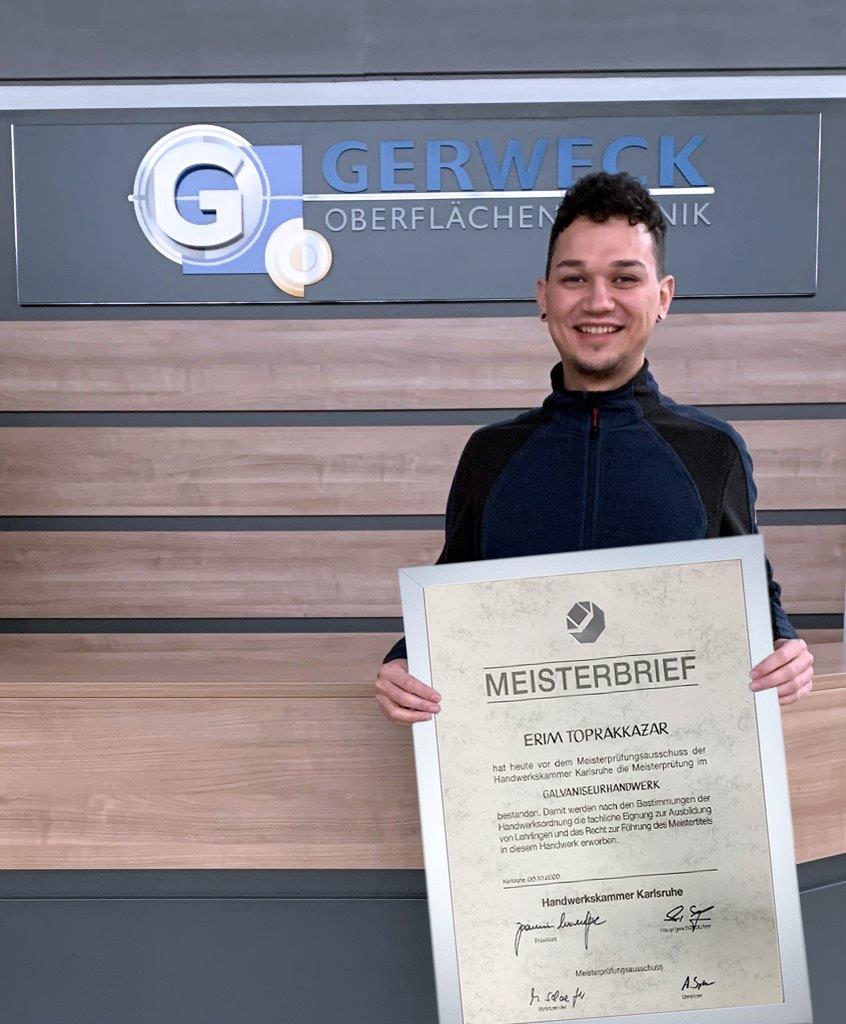 G
GERWECK
OBERFLÄCHEN NIK
MEISTERBRIEF
ERIM TOPRAKKAZAR
hat heute vor dem Meisterprüfungsausschuss der
Handwerkskammer Karlsruhe die Meisterprüfung im
GALVANISEURHANDWERK
bestanden. Damit werden nach den Bestimmungen der
Handwerksordnung die fachliche Eignung zur Ausbildung
von Lehrlingen und das Recht zur Führung des Meistertitels
in diesem Handwerk erworben.
Karlsruhe, 09.10.2020
Handwerkskammer Karlsruhe
Präsident
Hauptgeschäftsführer
Meisterprüfungsausschuss
Vorsitzender
Beisitzer